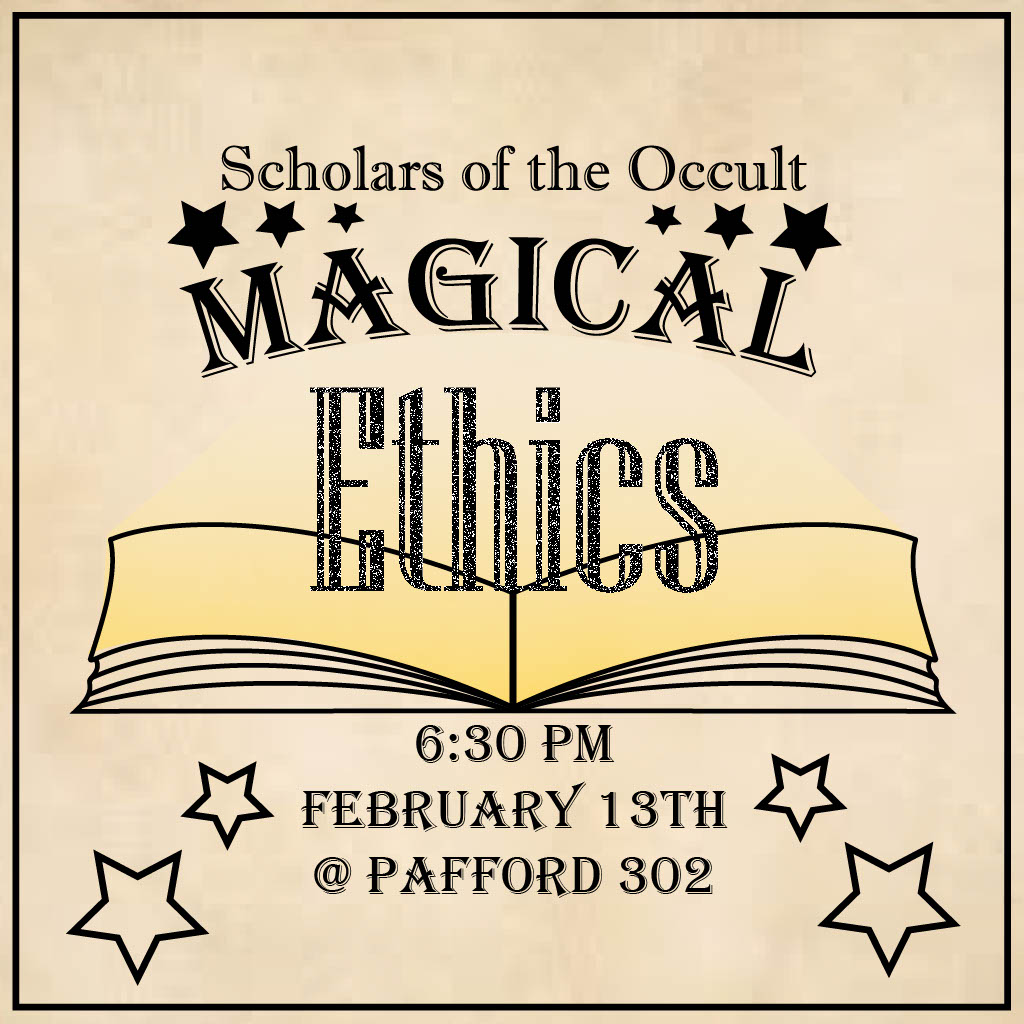 Scholars of the Occult
MAGICAL
Ethics
6:30 PM
FEBRUARY 13TH
@ PAFFORD 302